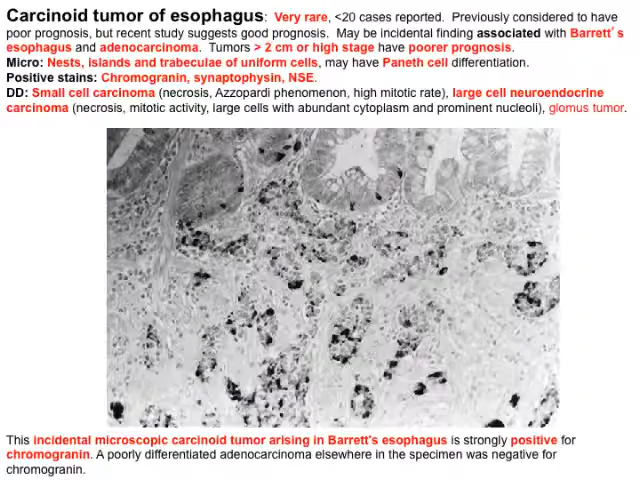 Carcinoid tumor of esophagus:  Very rare, <20 cases reported.  Previously considered to have
poor prognosis, but recent study suggests good prognosis.  May be incidental finding associated with Barrett´s
esophagus and adenocarcinoma.  Tumors > 2 cm or high stage have poorer prognosis.
Micro: Nests, islands and trabeculae of uniform cells, may have Paneth cell differentiation.
Positive stains: Chromogranin, synaptophysin, NSE.
DD: Small cell carcinoma (necrosis, Azzopardi phenomenon, high mitotic rate), large cell neuroendocrine
carcinoma (necrosis, mitotic activity, large cells with abundant cytoplasm and prominent nucleoli), glomus tumor.
This incidental microscopic carcinoid tumor arising in Barrett's esophagus is strongly positive for
chromogranin. A poorly differentiated adenocarcinoma elsewhere in the specimen was negative for
chromogranin.